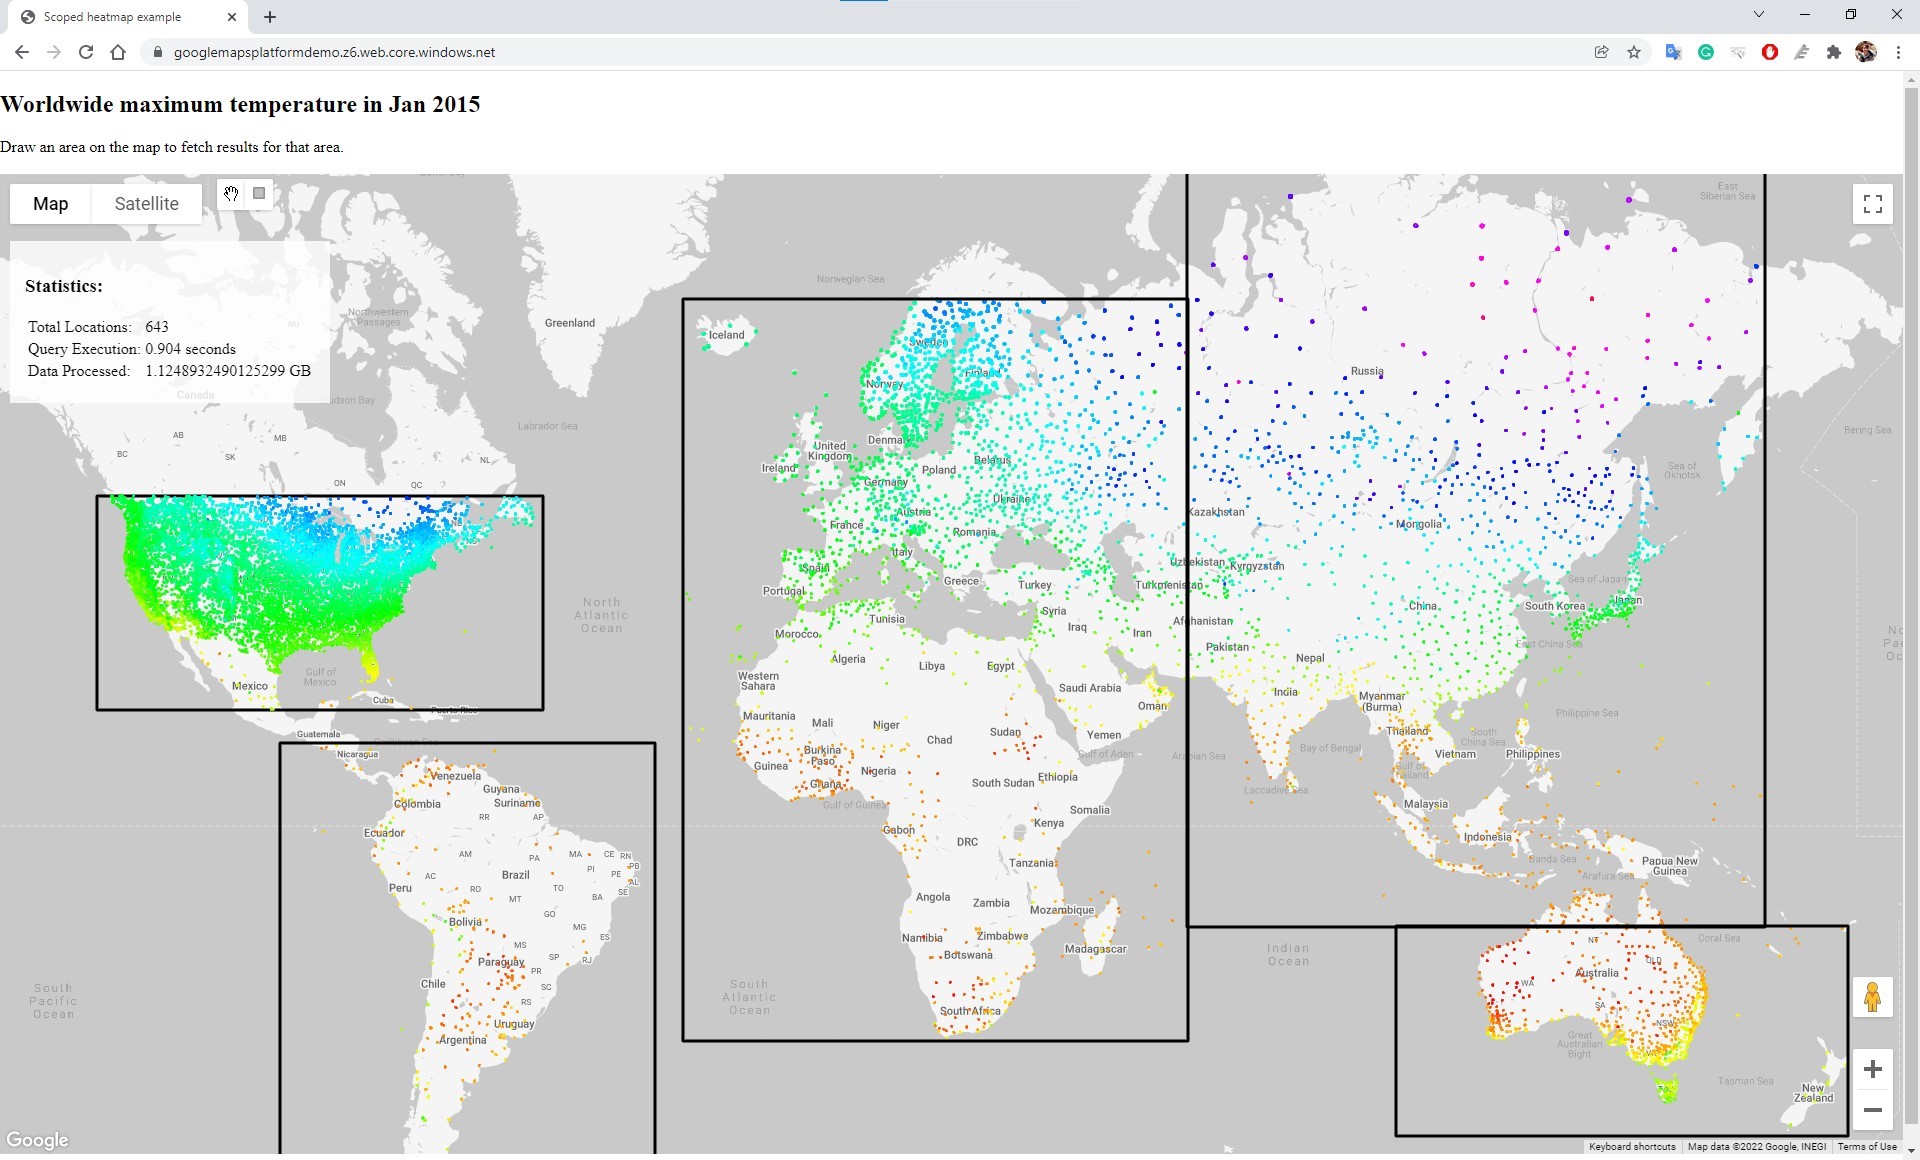 Scoped heatmap example
googlemapsplatformdemo.z6.web.core.windows.net
Worldwide maximum temperature in Jan 2015
Draw an area on the map to fetch results for that area.
Map
Satellite
Statistics:
Total Locations: 643
Query Execution: 0.904 seconds
Data Processed: 1.1248932490125299 GB
East
Siberian Sea
Norwegian Sea
Northwestern
Passages
NU
Greenland
Iceland
Sweden
Finland
Norway
Russia
Canada
Hudson Bay
Labrador Sea
Bering Sea
AB
MB
BC
SK
NL
ON
QC
Denma
United
Kingdom
Ireland
Poland
Belarus
Germany
Ukraine
Austria
France
Romania
Italy
Spain
Portugal
Greece
Turkey
Kazakhstan
Mongolia
Sea of
Okhotsk
Uzbekistan
Kyrgyzstan
Turkmenistan
Sea of Japan
South Korea
Japan
China
NB
North
Atlantic
Ocean
Tunisia
Morocco
Syria
Iraq
Iran
Afghanistan
Pakistan
Nepal
East China Sea
Algeria
Libya
Egypt
Western
Sahara
Saudi Arabia
Oman
India
Myanmar
(Burma)
Gulf of
Mexico
Mexico
Cuba
Puerto Rico
Guatemala
Caribbean Sea
Nicaragua
Mauritania
Mali
Niger
Chad
Sudan
Yemen
Gulf of Aden
Arabian Sea
Bay of Bengal
Thailand
Philippine Sea
South
China Sea
Vietnam
Philippines
Gulf of
Thailand
Laccadive Sea
Burkina
Faso
Guinea
Ghana
Nigeria
South Sudan
Ethiopia
Gulf of Guinea
Somalia
Kenya
Gabon
DRC
Tanzania
Malaysia
Indonesia
Banda Sea
Arafura Sea
Papua New
Guinea
Venezuela
Guyana
Colombia
Suriname
RR
AP
Ecuador
AM
PA
MA
CE
RN
PB
PI
PE
AL
SE
AC
Brazil
RO
TO
Peru
MT
BA
GO
Bolivia
MG
ES
MS
SP
RJ
Paraguay
PR
SC
Chile
RS
Uruguay
Argentina
Angola
Zambia
Mozambique
Namibia
Zimbabwe
Botswana
Madagascar
South Africa
South
Atlantic
Ocean
South
Pacific
Ocean
Indian
Ocean
Coral Sea
NT
QLD
Australia
WA
SA
NSW
VIC
Great
Australian
Bight
Tasman Sea
New
Zealand
Google
Keyboard shortcuts
Map data ©2022 Google, INEGI
Terms of Use